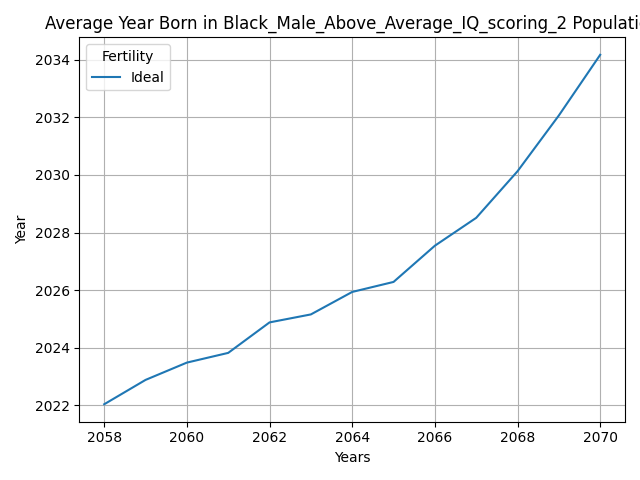 Average Year Born in Black_Male_Above_Average_IQ_scoring_2 Populati
Fertility
Ideal
2034
2032
2030
2028
2026
2024
2022
Year
2058 2060 2062 2064 2066 2068 2070
Years